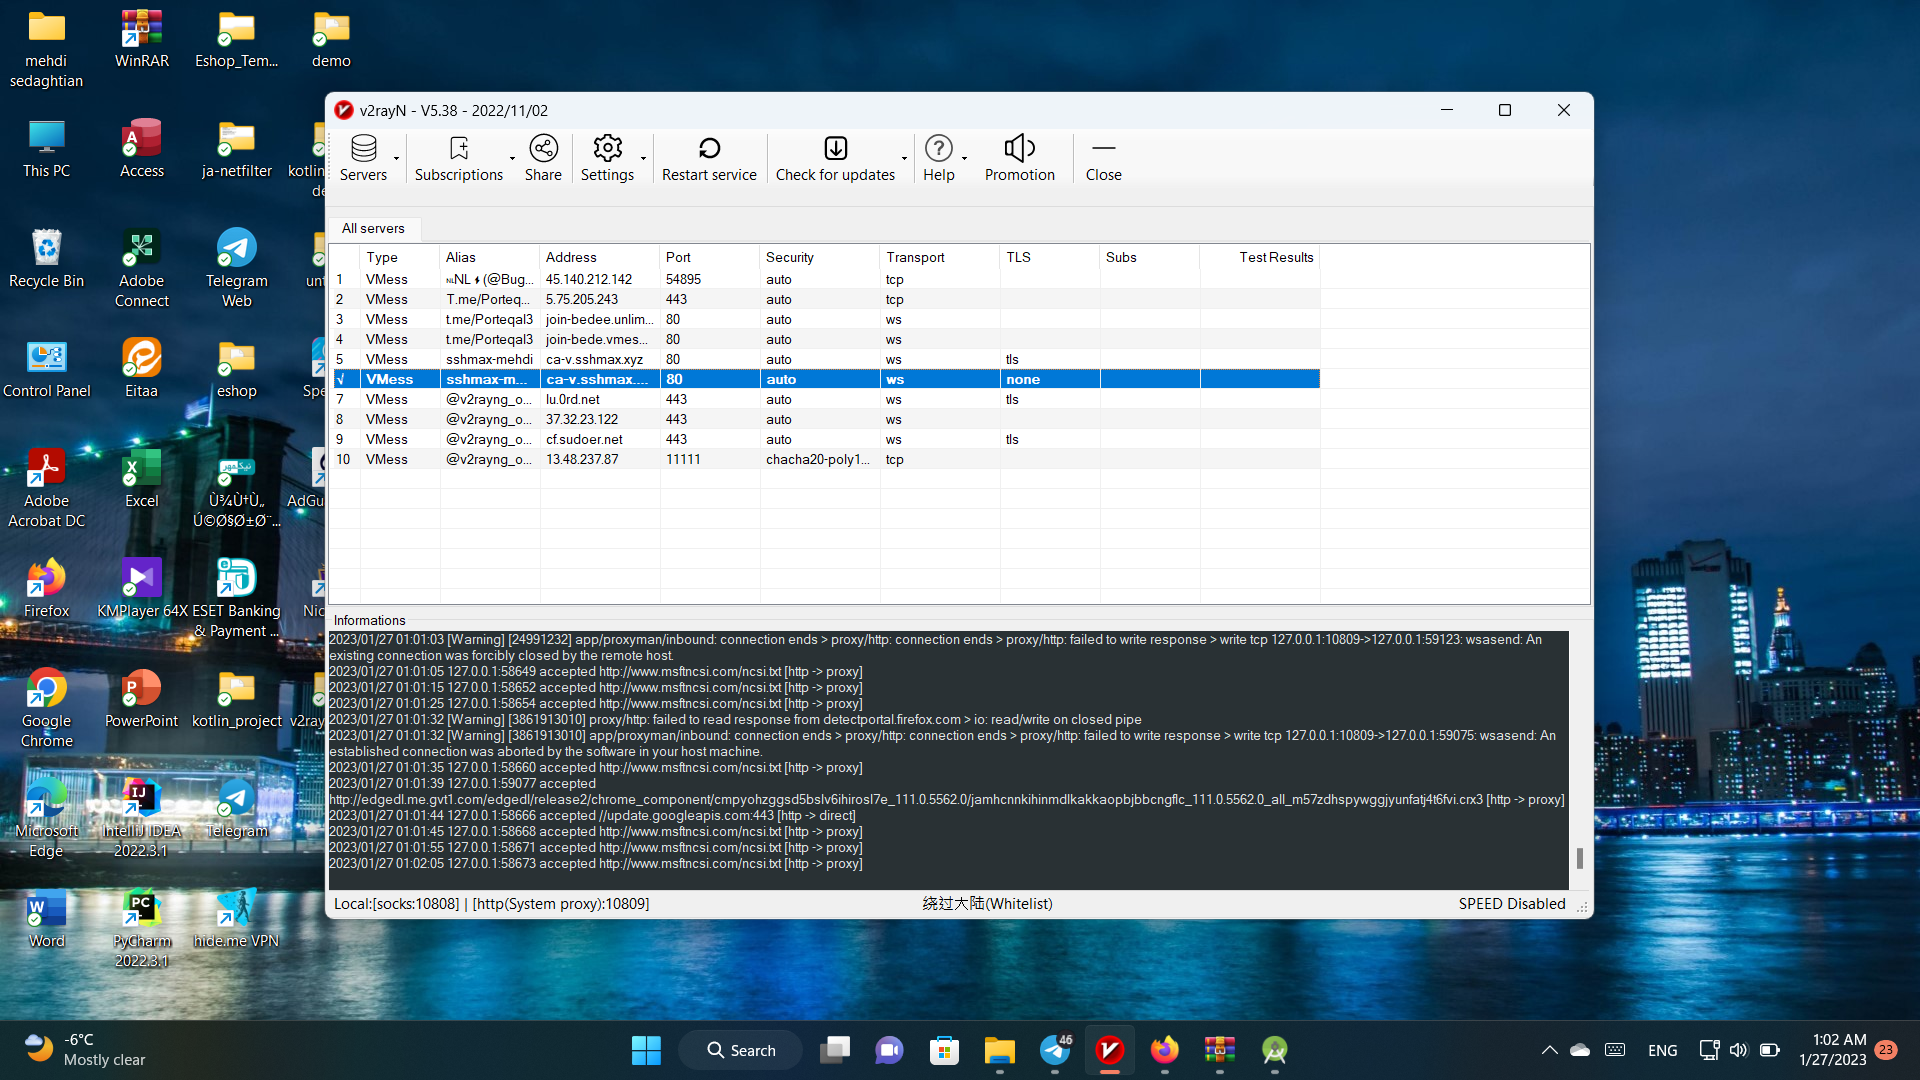 mehdi
sedaghtian
WinRAR
Eshop_Tem...
demo
This PC
Access
ja-netfilter
kotlin
de
Recycle Bin
Adobe
Connect
Telegram
Web
Control Panel
Eitaa
eshop
Spe
Adobe
Acrobat DC
Excel
Ù¾Ù†Ù„
Ú©Ø§Ø±Ø¨...
AdGu
Firefox
KMPlayer 64X
ESET Banking
& Payment ...
Nic
Google
Chrome
PowerPoint
kotlin_project
v2ray
Microsoft
Edge
IntelliJ IDEA
2022.3.1
Telegram
Word
PyCharm
2022.3.1
hide.me VPN
v2rayN - V5.38 - 2022/11/02
Servers
Subscriptions
Share
Settings
Restart service
Check for updates
Help
Promotion
Close
All servers
Type Alias Address Port Security Transport TLS Subs Test Results
1 VMess NL⚡(@Bug... 45.140.212.142 54895 auto tcp
2 VMess T.me/Porteq... 5.75.205.243 443 auto tcp
3 VMess t.me/Porteqal3 join-bedee.unlim... 80 auto ws
4 VMess t.me/Porteqal3 join-bede.vmes... 80 auto ws
5 VMess sshmax-mehdi ca-v.sshmax.xyz 80 auto ws tls
√ VMess sshmax-m... ca-v.sshmax.... 80 auto ws none
7 VMess @v2rayng_o... lu.0rd.net 443 auto ws tls
8 VMess @v2rayng_o... 37.32.23.122 443 auto ws
9 VMess @v2rayng_o... cf.sudoer.net 443 auto ws tls
10 VMess @v2rayng_o... 13.48.237.87 11111 chacha20-poly1... tcp
Informations
2023/01/27 01:01:03 [Warning] [24991232] app/proxyman/inbound: connection ends > proxy/http: connection ends > proxy/http: failed to write response > write tcp 127.0.0.1:10809->127.0.0.1:59123: wsasend: An
existing connection was forcibly closed by the remote host.
2023/01/27 01:01:05 127.0.0.1:58649 accepted http://www.msftncsi.com/ncsi.txt [http -> proxy]
2023/01/27 01:01:15 127.0.0.1:58652 accepted http://www.msftncsi.com/ncsi.txt [http -> proxy]
2023/01/27 01:01:25 127.0.0.1:58654 accepted http://www.msftncsi.com/ncsi.txt [http -> proxy]
2023/01/27 01:01:32 [Warning] [3861913010] proxy/http: failed to read response from detectportal.firefox.com > io: read/write on closed pipe
2023/01/27 01:01:32 [Warning] [3861913010] app/proxyman/inbound: connection ends > proxy/http: connection ends > proxy/http: failed to write response > write tcp 127.0.0.1:10809->127.0.0.1:59075: wsasend: An
established connection was aborted by the software in your host machine.
2023/01/27 01:01:35 127.0.0.1:58660 accepted http://www.msftncsi.com/ncsi.txt [http -> proxy]
2023/01/27 01:01:39 127.0.0.1:59077 accepted
http://edgedl.me.gvt1.com/edgedl/release2/chrome_component/cmpyohzggsd5bslv6ihirosl7e_111.0.5562.0/jamhcnnkihinmdlkakkaopbjbbcngflc_111.0.5562.0_all_m57zdhspywggjyunfatj4t6fvi.crx3 [http -> proxy]
2023/01/27 01:01:44 127.0.0.1:58666 accepted //update.googleapis.com:443 [http -> direct]
2023/01/27 01:01:45 127.0.0.1:58668 accepted http://www.msftncsi.com/ncsi.txt [http -> proxy]
2023/01/27 01:01:55 127.0.0.1:58671 accepted http://www.msftncsi.com/ncsi.txt [http -> proxy]
2023/01/27 01:02:05 127.0.0.1:58673 accepted http://www.msftncsi.com/ncsi.txt [http -> proxy]
Local:[socks:10808] | [http(System proxy):10809]
绕过大陆(Whitelist)
SPEED Disabled
-6°C
Mostly clear
Search
46
ENG
1:02 AM
1/27/2023
23